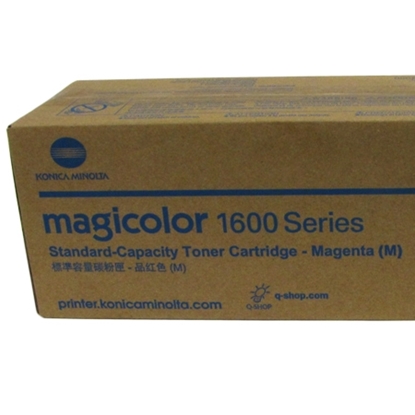 KONICA MINOLTA
magicolor 1600 Series
Standard-Capacity Toner Cartridge - Magenta (M)
標準容量碳粉匣 - 品紅色 (M)
printer.konicaminolta.com
Q-SHOP
q-shop.com